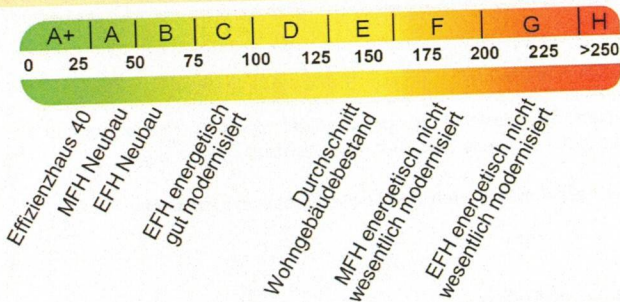 A+ A B C D E F G H
0 25 50 75 100 125 150 175 200 225 >250
Effizienzhaus 40
MFH Neubau
EFH Neubau
EFH energetisch
gut modernisiert
Durchschnitt
Wohngebäudebestand
MFH energetisch nicht
wesentlich modernisiert
EFH energetisch nicht
wesentlich modernisiert